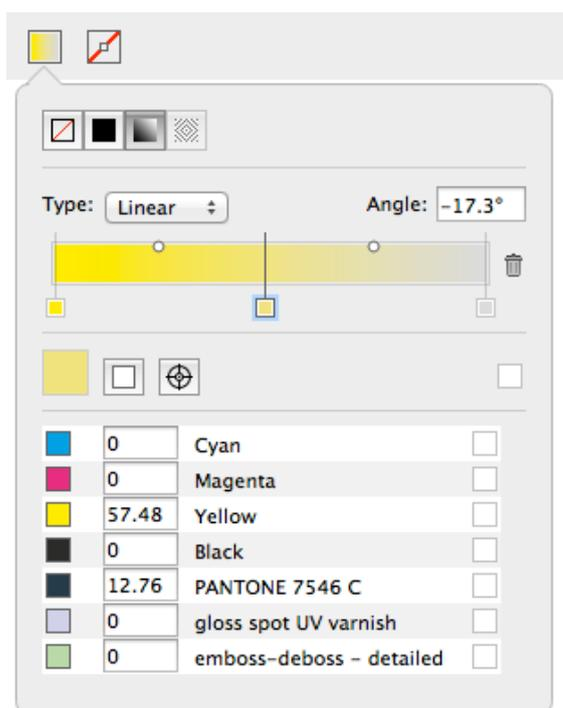 Type: Linear Angle: -17.3°
0 Cyan
0 Magenta
57.48 Yellow
0 Black
12.76 PANTONE 7546 C
0 gloss spot UV varnish
0 emboss-deboss - detailed